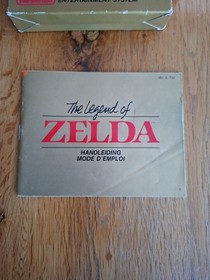 ENTERTAINMENT SYSTEM
The Legend of
ZELDA
HANDLEIDING
MODE D'EMPLOI